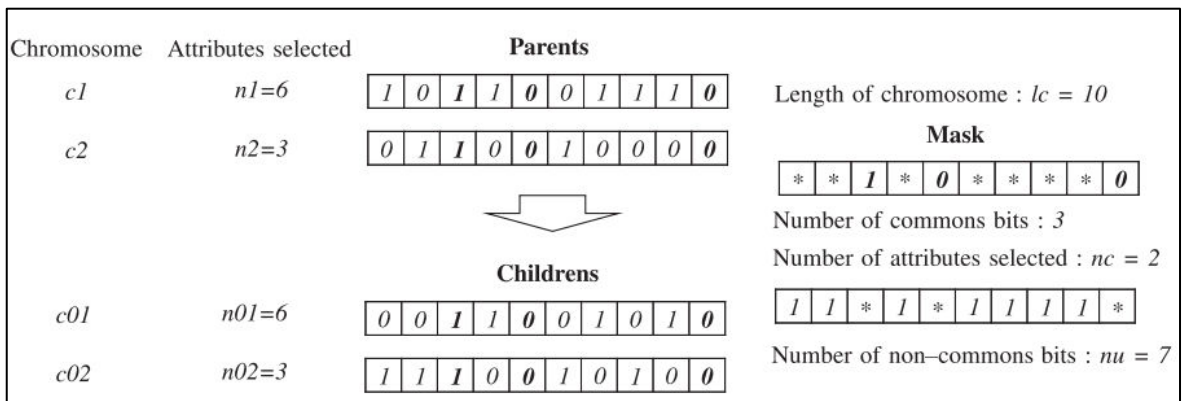 Chromosome Attributes selected Parents
c1 n1=6 1 0 1 1 0 0 1 1 1 0
c2 n2=3 0 1 1 0 0 1 0 0 0 0
Childrens
c01 n01=6 0 0 1 1 0 0 1 0 1 0
c02 n02=3 1 1 1 0 0 1 0 1 0 0
Length of chromosome : lc = 10
Mask
* * 1 * 0 * * * * 0
Number of commons bits : 3
Number of attributes selected : nc = 2
1 1 * 1 * 1 1 1 1 *
Number of non–commons bits : nu = 7